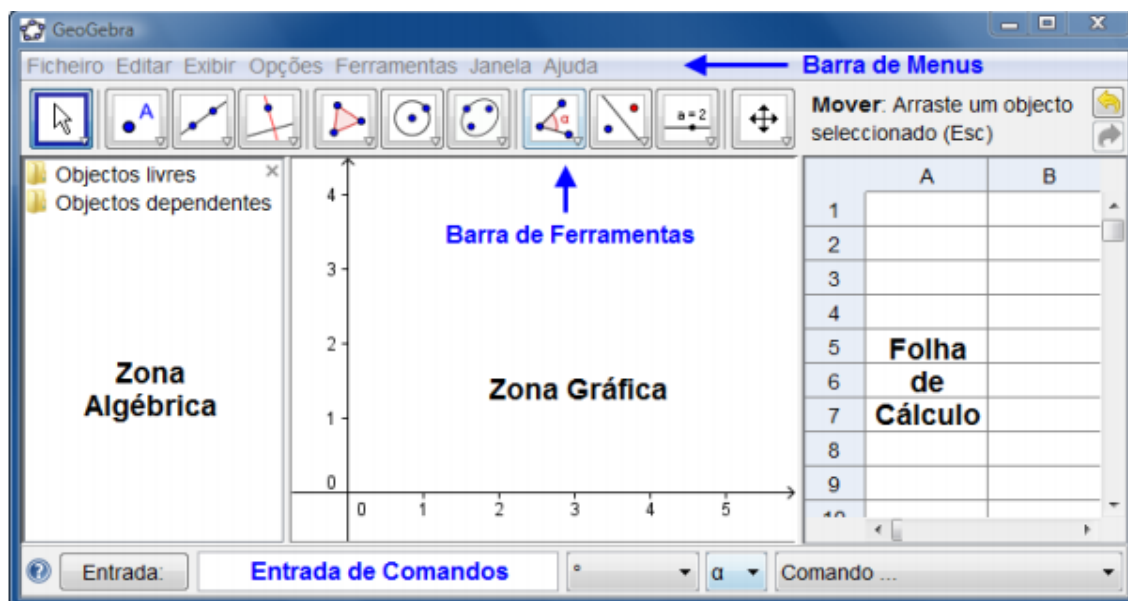 GeoGebra
Ficheiro Editar Exibir Opções Ferramentas Janela Ajuda
Barra de Menus
A
α
a=2
Mover: Arraste um objecto
seleccionado (Esc)
Objectos livres
Objectos dependentes
Barra de Ferramentas
Zona
Algébrica
4
3
2
1
0
0 1 2 3 4 5
Zona Gráfica
A B
1
2
3
4
5
6
7
8
9
10
Folha
de
Cálculo
Entrada:
Entrada de Comandos
°
α
Comando ...